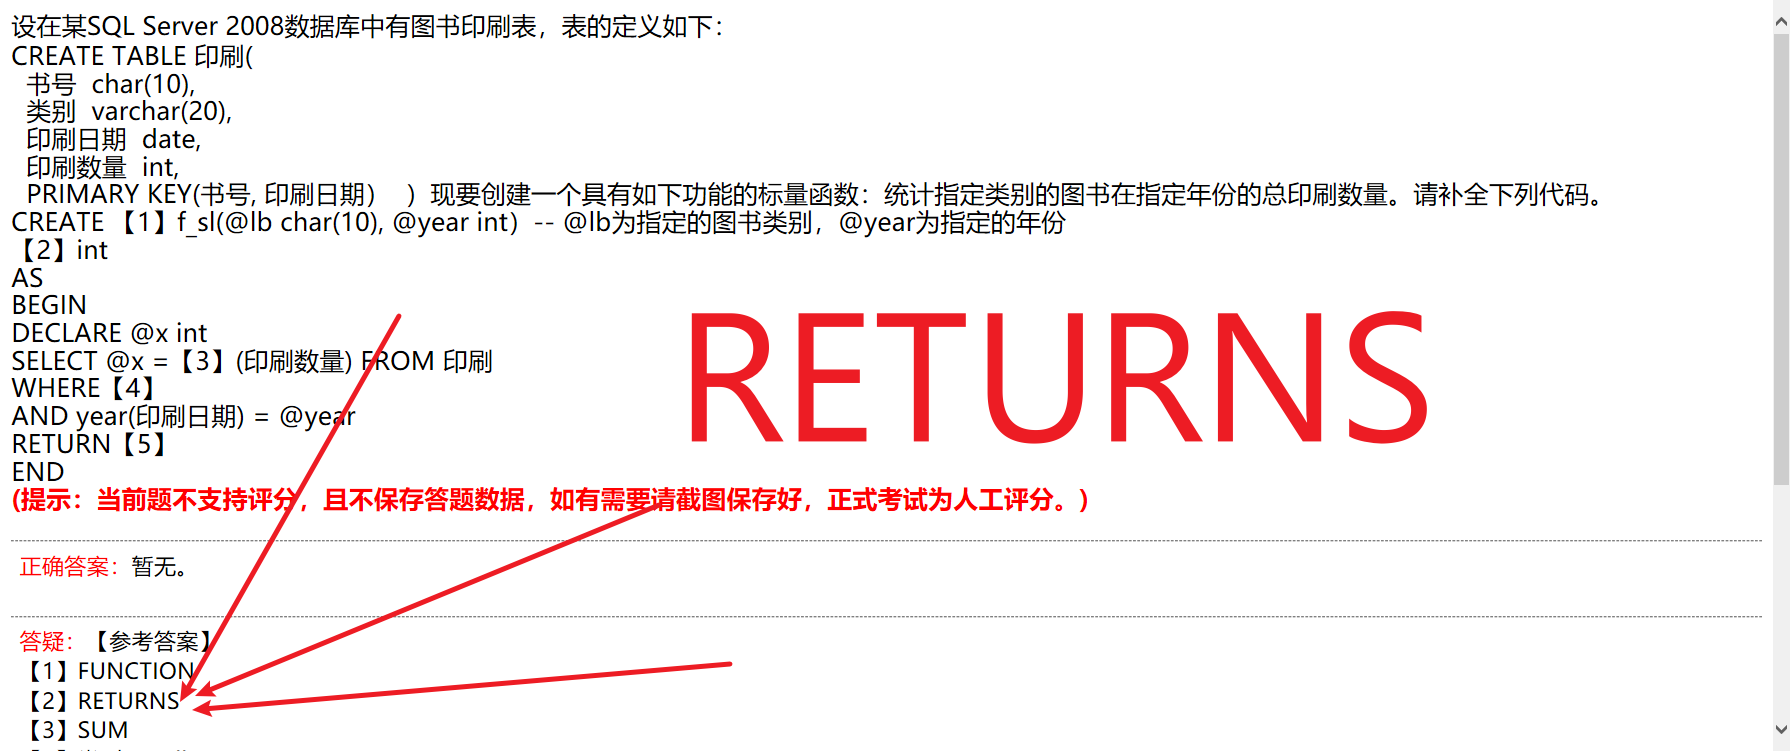 设在某SQL Server 2008数据库中有图书印刷表，表的定义如下：
CREATE TABLE 印刷(
书号 char(10),
类别 varchar(20),
印刷日期 date,
印刷数量 int,
PRIMARY KEY(书号, 印刷日期） ）现要创建一个具有如下功能的标量函数：统计指定类别的图书在指定年份的总印刷数量。请补全下列代码。
CREATE 【1】f_sl(@lb char(10), @year int）-- @lb为指定的图书类别，@year为指定的年份
【2】int
AS
BEGIN
DECLARE @x int
SELECT @x =【3】(印刷数量) FROM 印刷
WHERE【4】
AND year(印刷日期) = @year
RETURN【5】
END
RETURNS
(提示：当前题不支持评分，且不保存答题数据，如有需要请截图保存好，正式考试为人工评分。)
正确答案：暂无。
答疑：【参考答案】
【1】FUNCTION
【2】RETURNS
【3】SUM